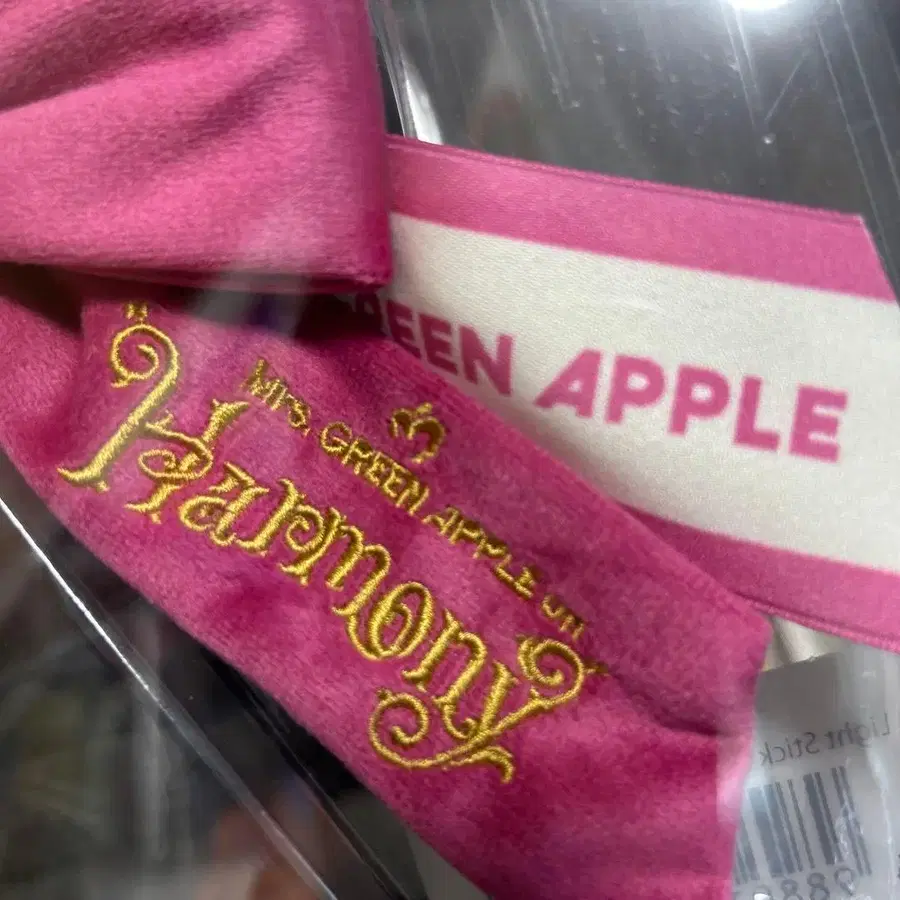 GREEN APPLE
MRS. GREEN APPLE on
"Harmony"
Light Stick